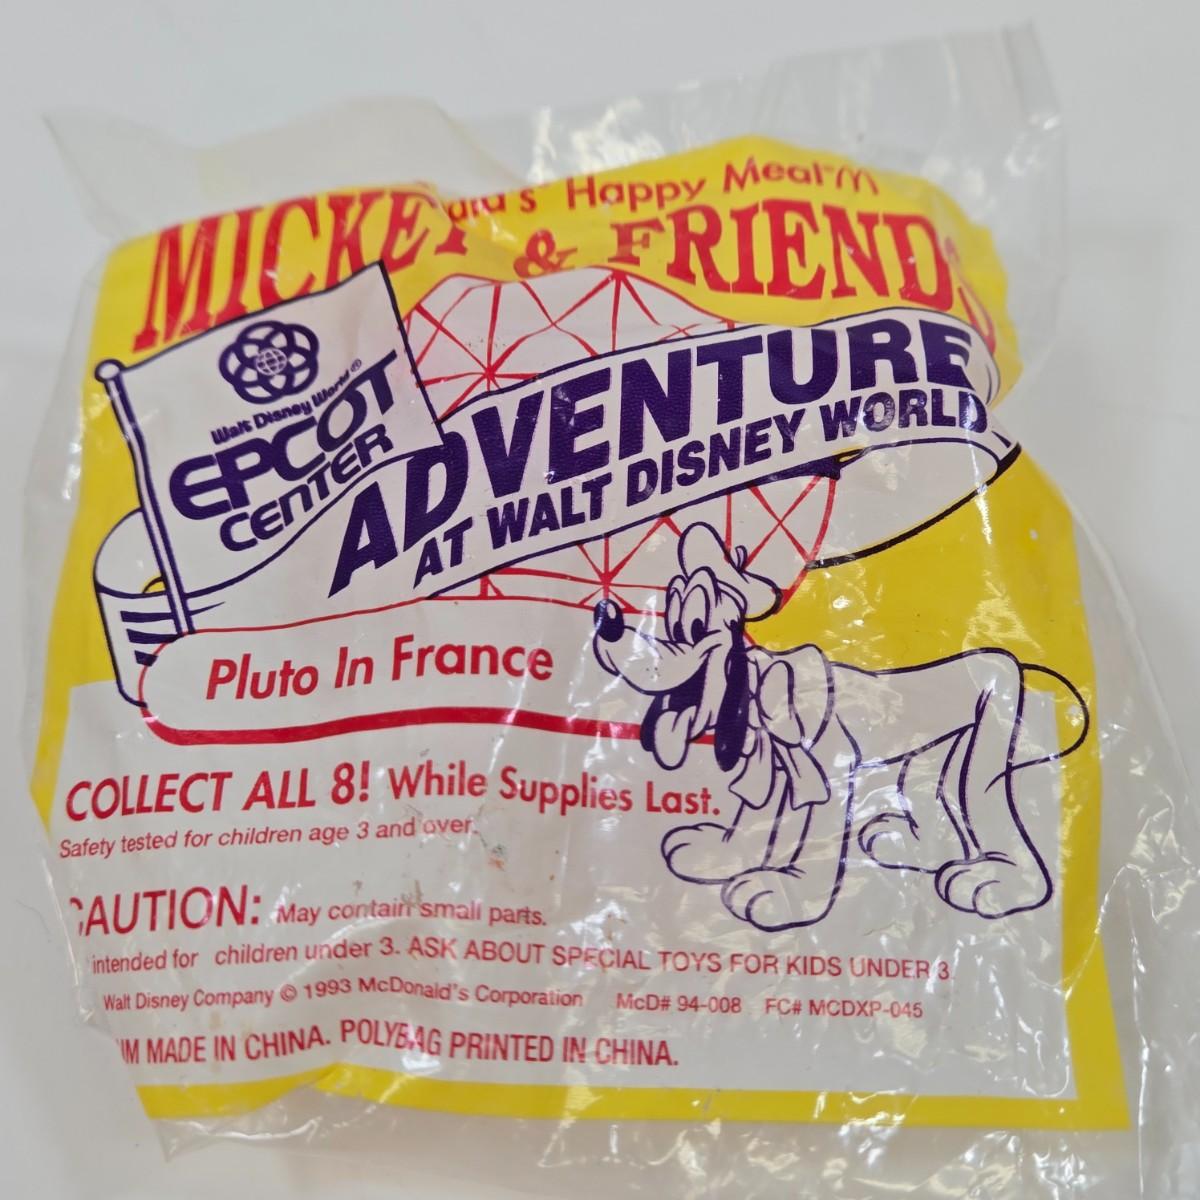 Happy Meal®
MICKEY & FRIENDS
Walt Disney World®
EPCOT
CENTER
ADVENTURE
AT WALT DISNEY WORLD
Pluto In France
COLLECT ALL 8! While Supplies Last.
Safety tested for children age 3 and over.
CAUTION: May contain small parts.
intended for children under 3. ASK ABOUT SPECIAL TOYS FOR KIDS UNDER 3.
Walt Disney Company © 1993 McDonald's Corporation McD# 94-008 FC# MCDXP-045
MADE IN CHINA. POLYBAG PRINTED IN CHINA.